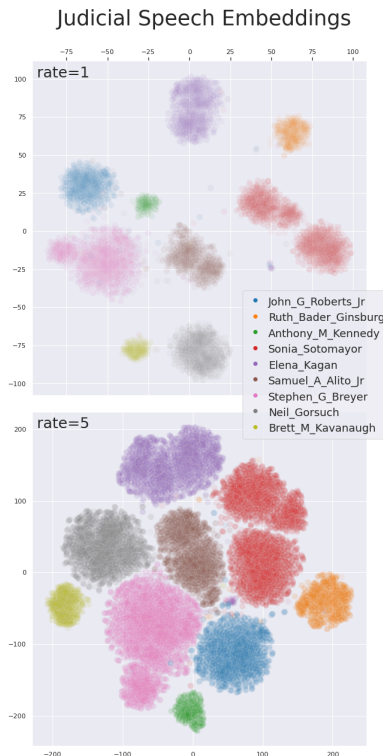 Judicial Speech Embeddings
−75 −50 −25 0 25 50 75 100
rate=1
100
75
50
25
0
−25
−50
−75
−100
John_G_Roberts_Jr
Ruth_Bader_Ginsburg
Anthony_M_Kennedy
Sonia_Sotomayor
Elena_Kagan
Samuel_A_Alito_Jr
Stephen_G_Breyer
Neil_Gorsuch
Brett_M_Kavanaugh
rate=5
200
100
0
−100
−200
−200 −100 0 100 200